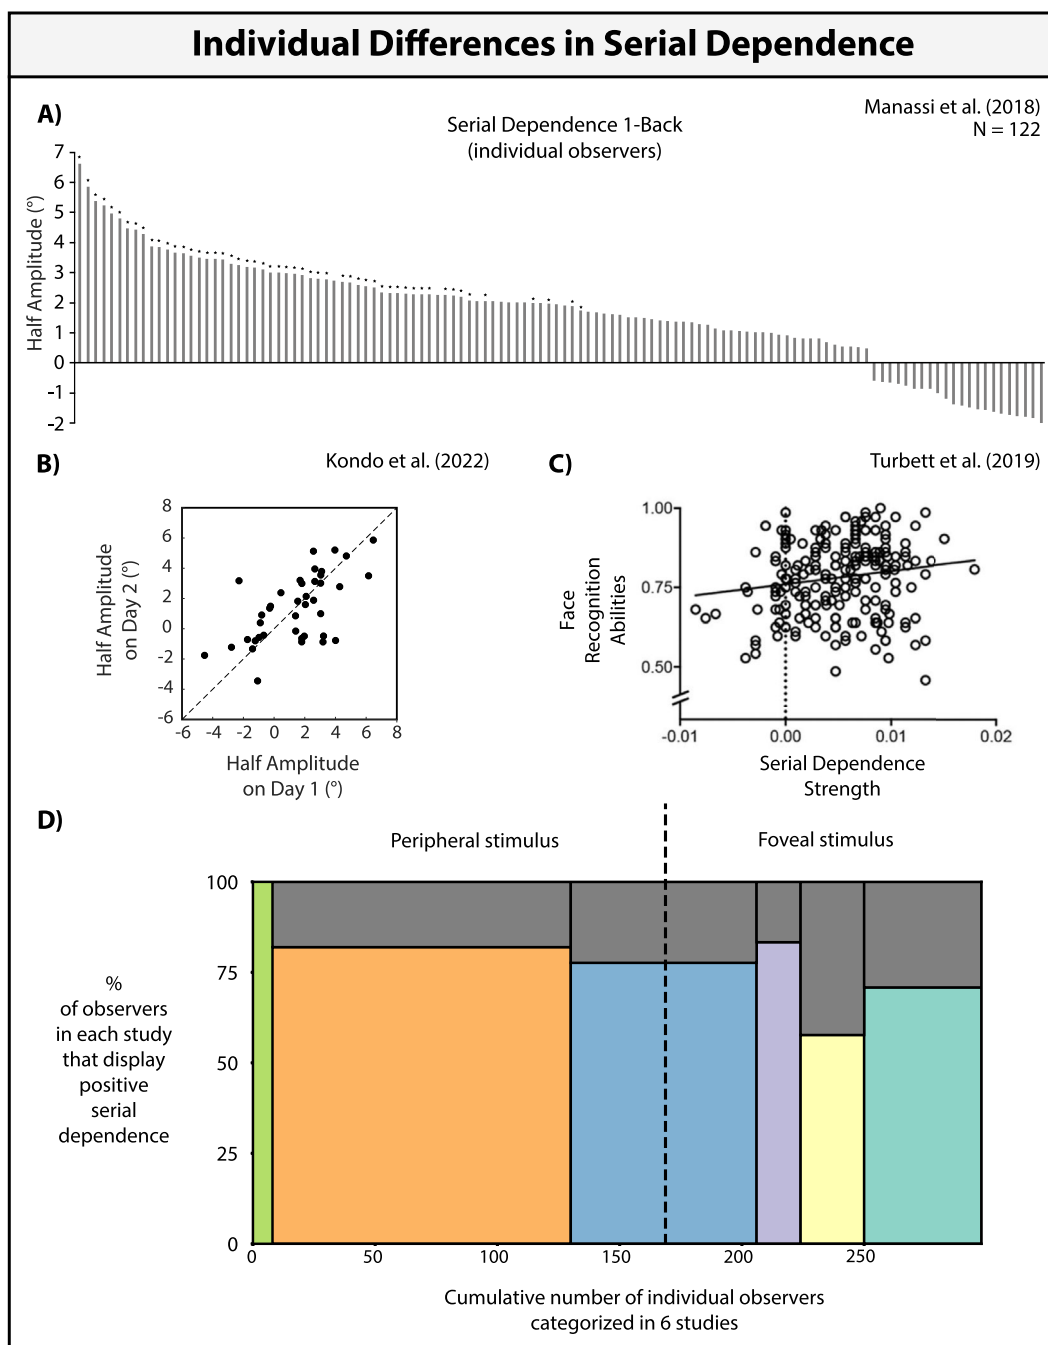 Individual Differences in Serial Dependence
A)
Manassi et al. (2018)
N = 122
Serial Dependence 1-Back
(individual observers)
Half Amplitude (°)
7
6
5
4
3
2
1
0
-1
-2
B)
Kondo et al. (2022)
Half Amplitude
on Day 2 (°)
8
6
4
2
0
-2
-4
-6
-6 -4 -2 0 2 4 6 8
Half Amplitude
on Day 1 (°)
C)
Turbett et al. (2019)
Face
Recognition
Abilities
1.00
0.75
0.50
-0.01 0.00 0.01 0.02
Serial Dependence
Strength
D)
Peripheral stimulus
Foveal stimulus
%
of observers
in each study
that display
positive
serial
dependence
100
75
50
25
0
0 50 100 150 200 250
Cumulative number of individual observers
categorized in 6 studies